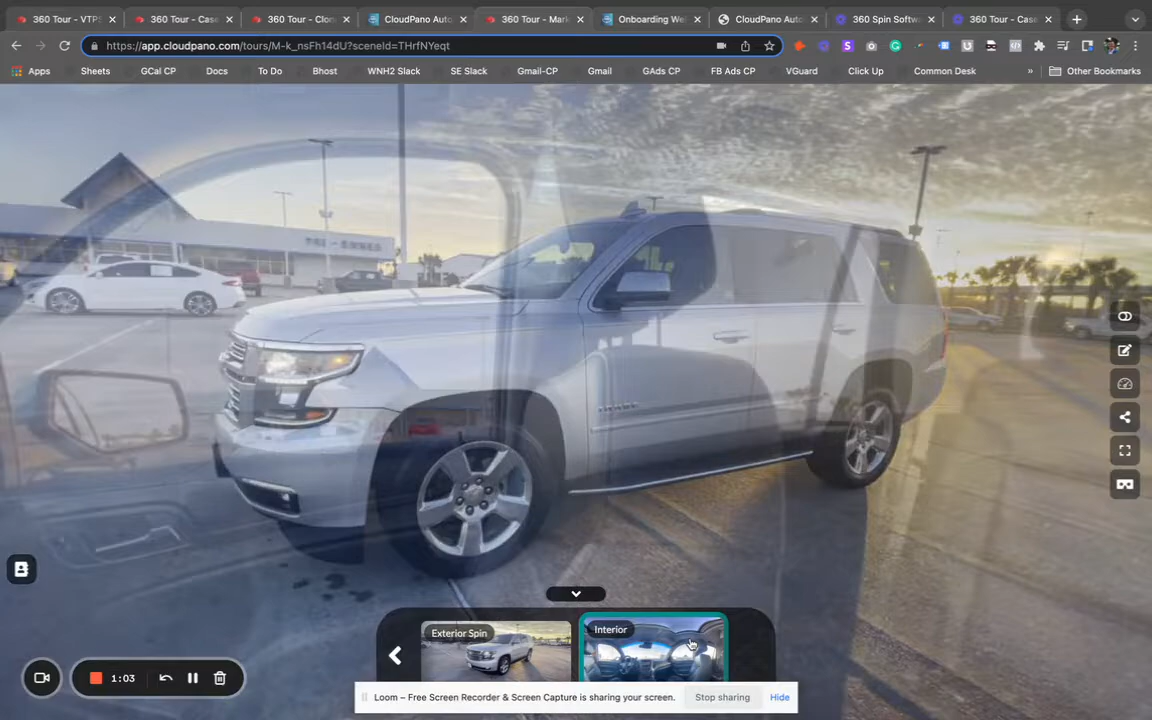 360 Tour - VTPS
360 Tour - Case
360 Tour - Clon
CloudPano Auto
360 Tour - Mark
Onboarding We
CloudPano Auto
360 Spin Softw
360 Tour - Case
https://app.cloudpano.com/tours/M-k_nsFh14dU?sceneId=THrfNYeqt
Apps
Sheets
GCal CP
Docs
To Do
Bhost
WNH2 Slack
SE Slack
Gmail-CP
Gmail
GAds CP
FB Ads CP
VGuard
Click Up
Common Desk
»
Other Bookmarks
PRE-OWNED
TAHOE
Exterior Spin
Interior
1:03
Loom – Free Screen Recorder & Screen Capture is sharing your screen.
Stop sharing
Hide